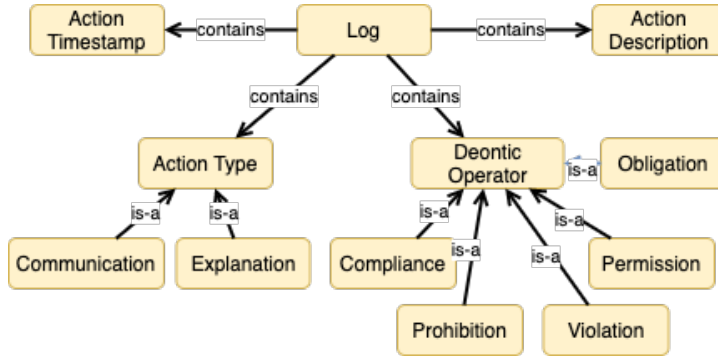 Action
Timestamp
contains
Log
contains
Action
Description
contains
contains
Action Type
Deontic
Operator
is-a
Obligation
is-a
is-a
is-a
is-a
Communication
Explanation
Compliance
is-a
is-a
Permission
Prohibition
Violation